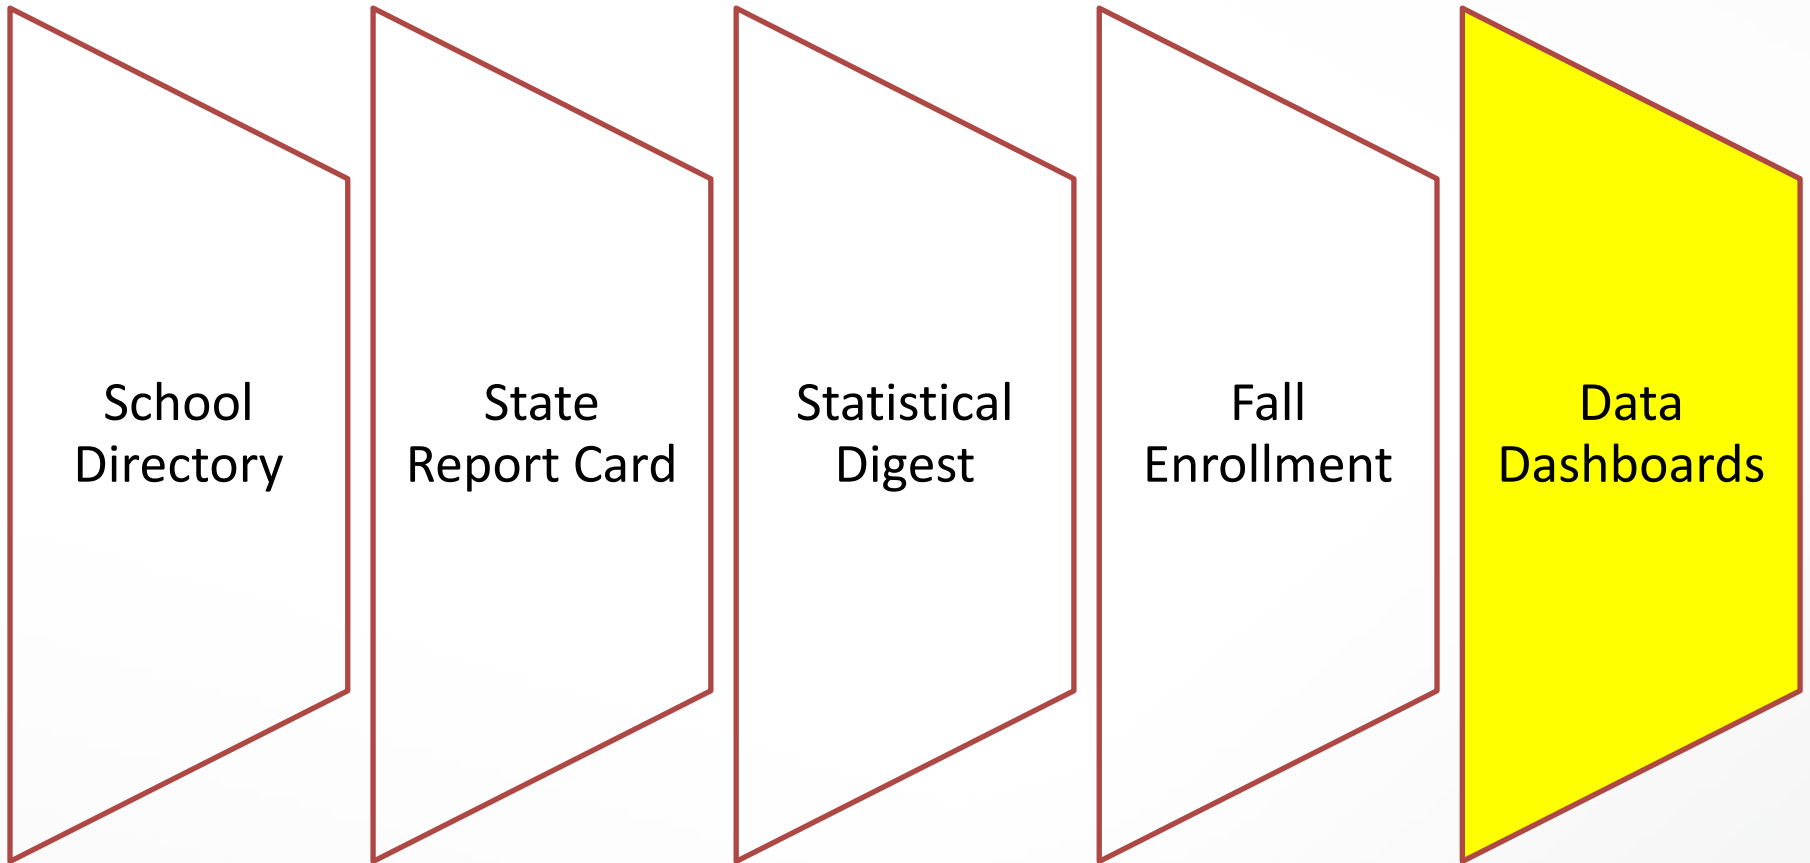 School
Directory
State
Report Card
Statistical
Digest
Fall
Enrollment
Data
Dashboards